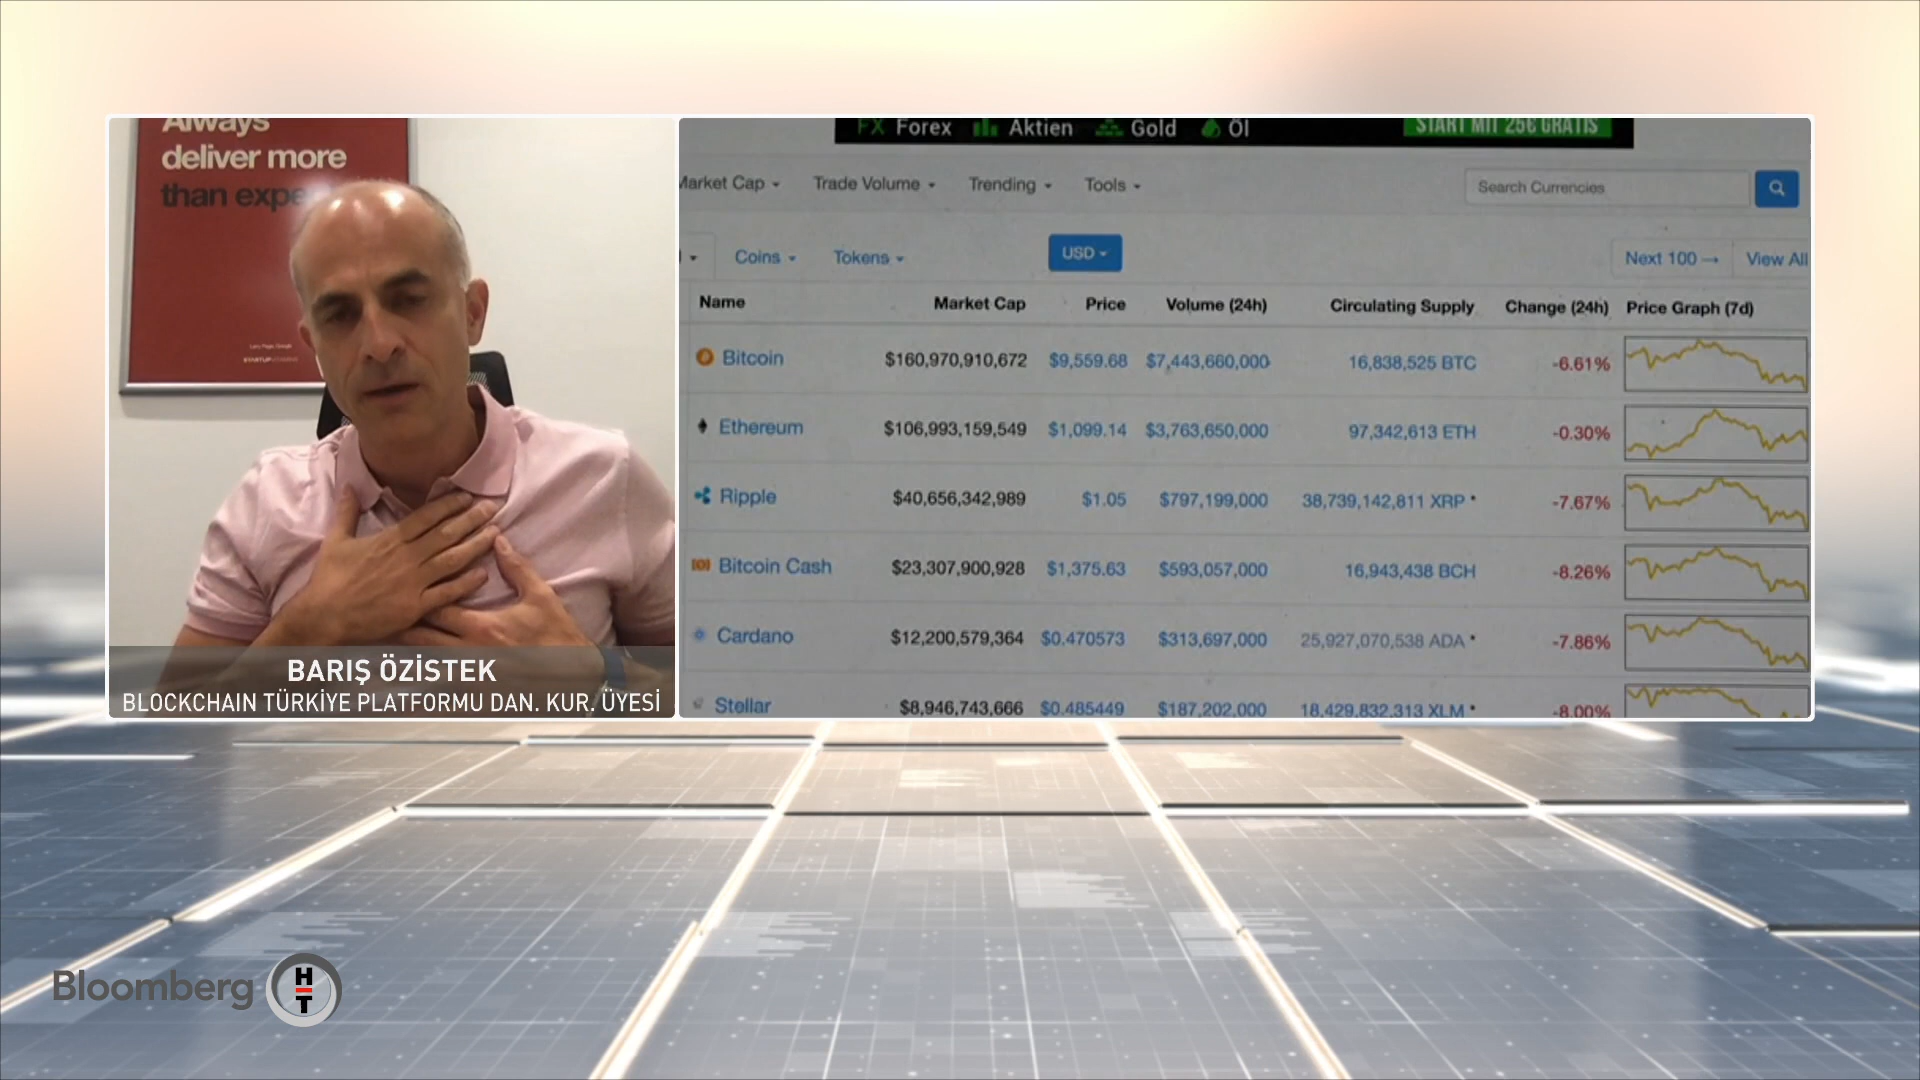 Always
deliver more
than expe
Larry Page, Google
BARIŞ ÖZİSTEK
BLOCKCHAIN TÜRKİYE PLATFORMU DAN. KUR. ÜYESİ
FX Forex Aktien Gold Öl START MIT 25€ GRATIS
Market Cap Trade Volume Trending Tools Search Currencies
Coins Tokens USD Next 100 → View All
Name Market Cap Price Volume (24h) Circulating Supply Change (24h) Price Graph (7d)
Bitcoin $160,970,910,672 $9,559.68 $7,443,660,000 16,838,525 BTC -6.61%
Ethereum $106,993,159,549 $1,099.14 $3,763,650,000 97,342,613 ETH -0.30%
Ripple $40,656,342,989 $1.05 $797,199,000 38,739,142,811 XRP * -7.67%
Bitcoin Cash $23,307,900,928 $1,375.63 $593,057,000 16,943,438 BCH -8.26%
Cardano $12,200,579,364 $0.470573 $313,697,000 25,927,070,538 ADA * -7.86%
Stellar $8,946,743,666 $0.485449 $187,202,000 18,429,832,313 XLM * -8.00%
Bloomberg HT